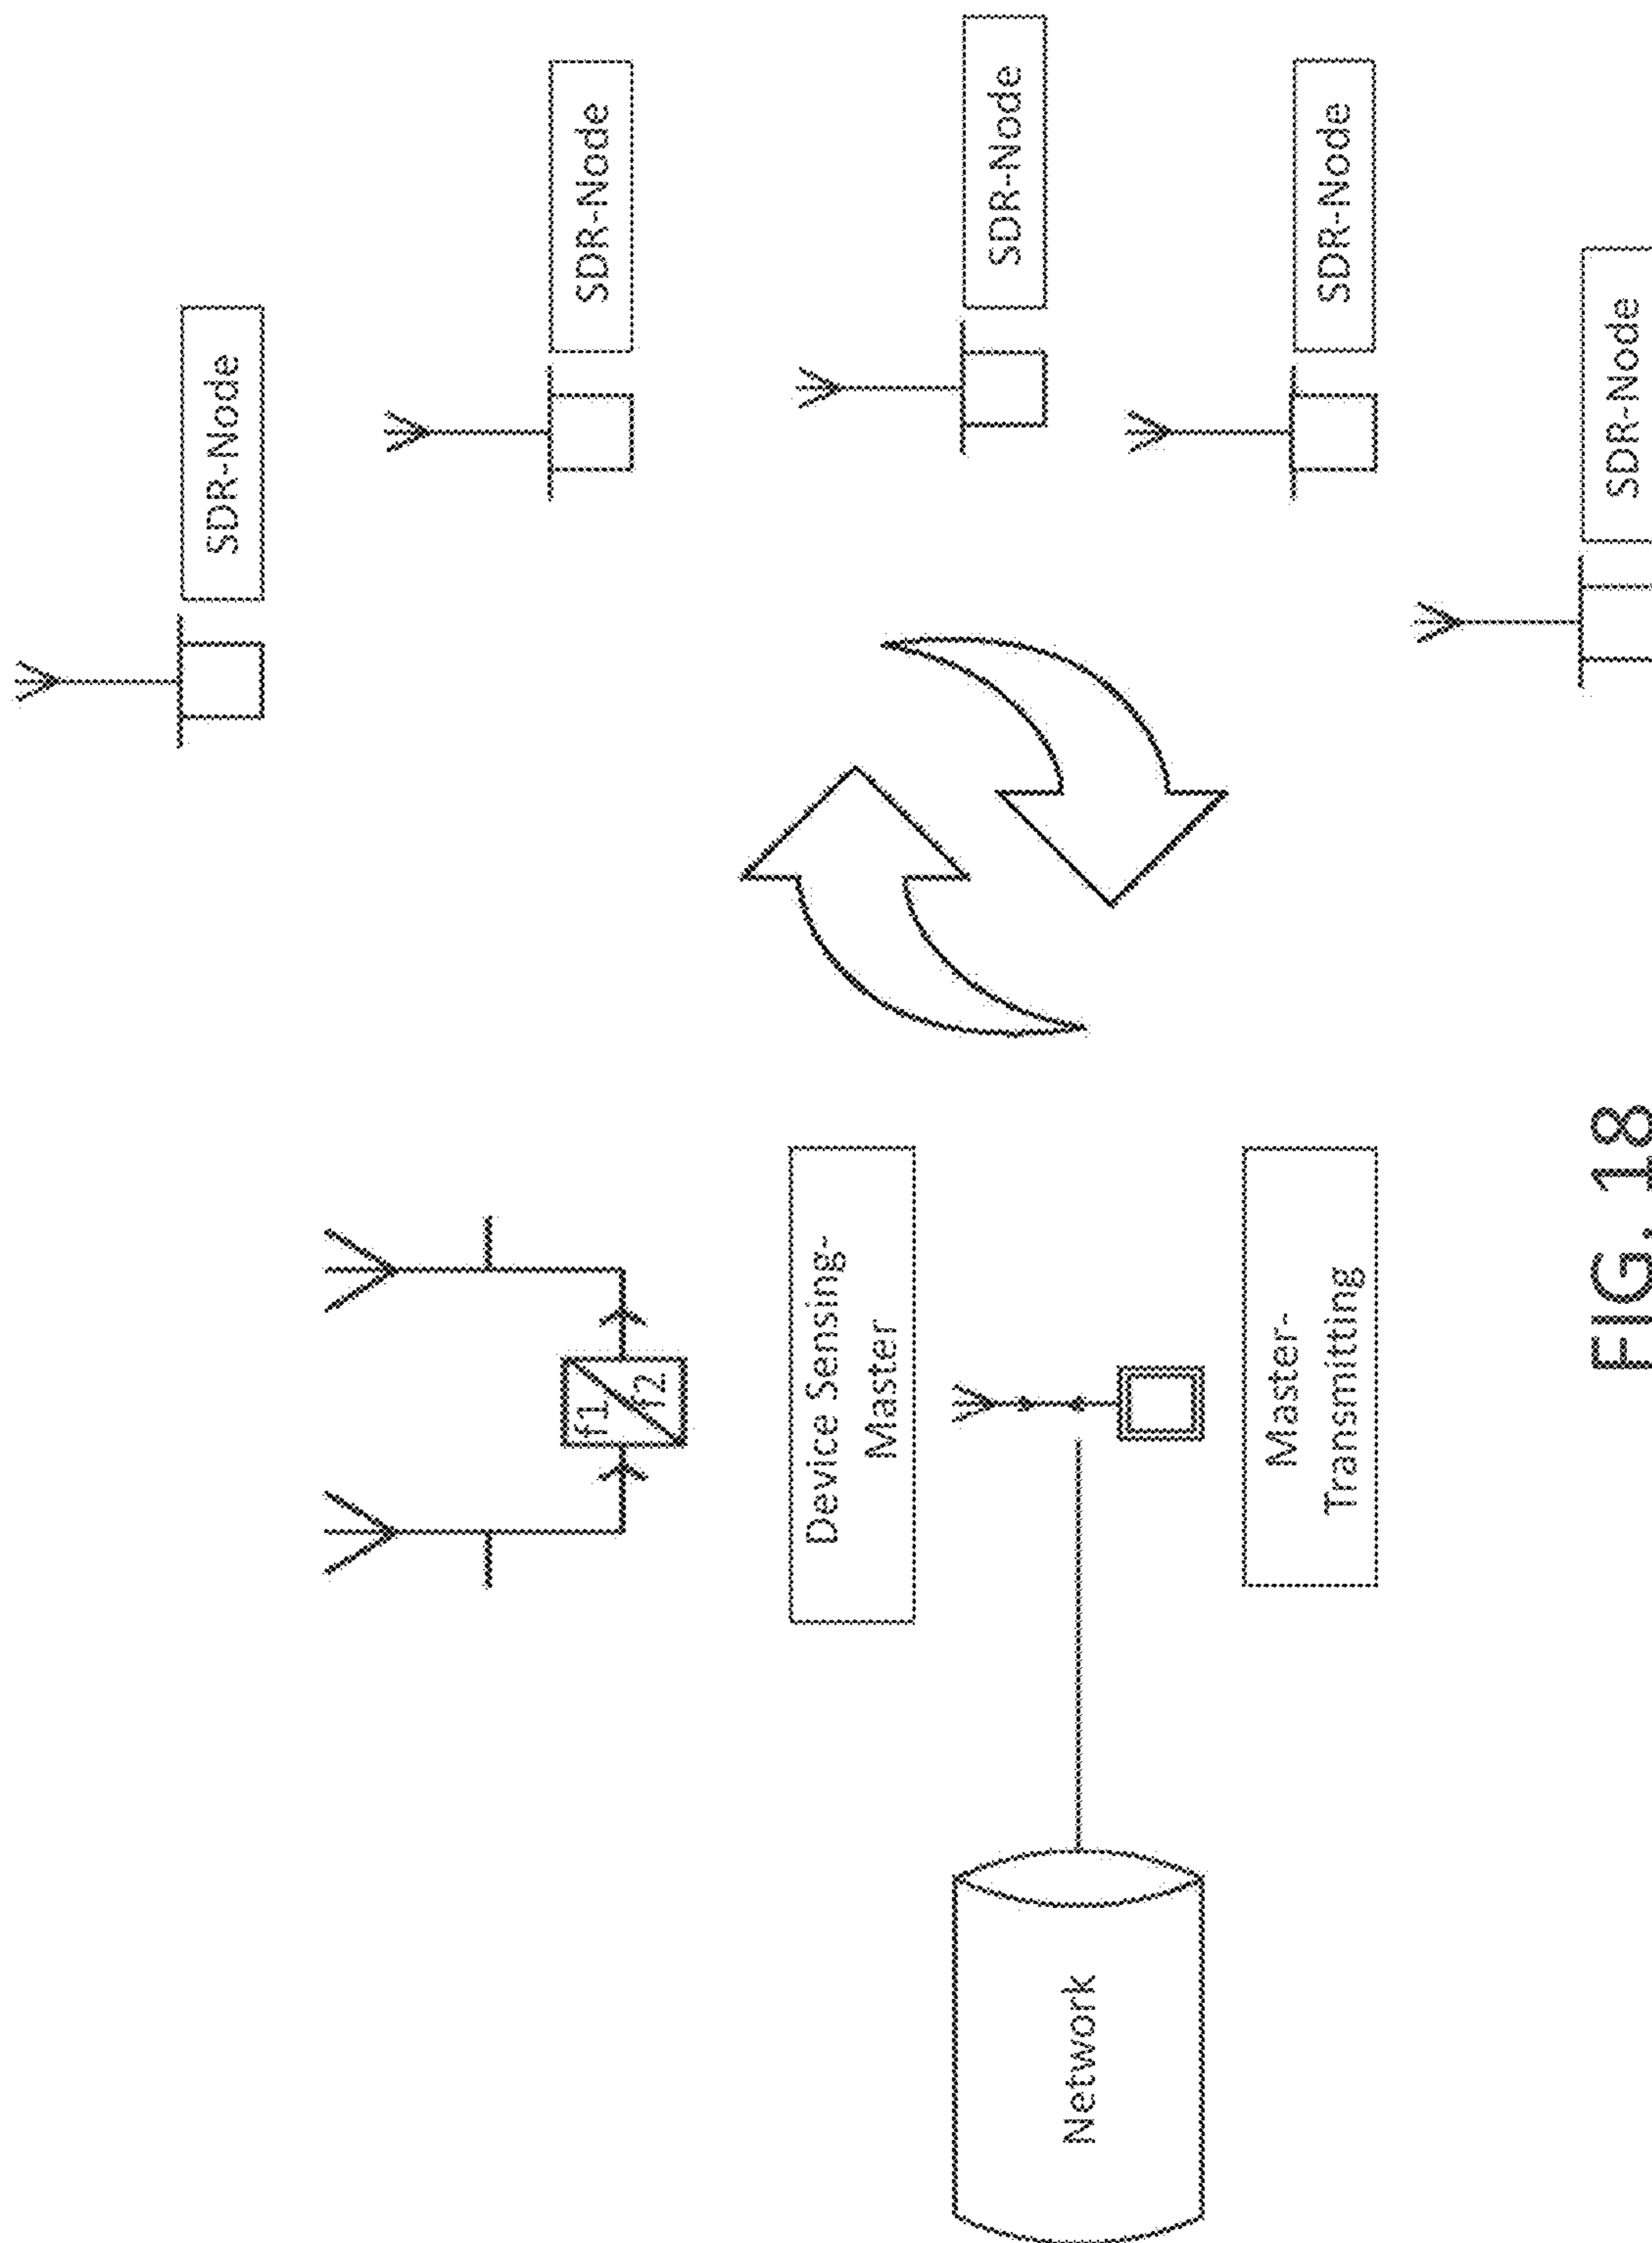 SDR-Node
f1
f2
SDR-Node
Device Sensing-
Master
SDR-Node
Network
Master-
Transmitting
SDR-Node
SDR-Node
FIG. 18